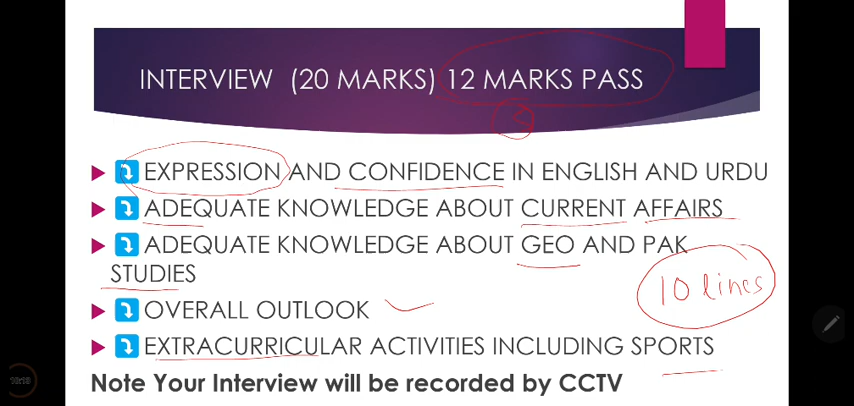 INTERVIEW (20 MARKS) 12 MARKS PASS
EXPRESSION AND CONFIDENCE IN ENGLISH AND URDU
ADEQUATE KNOWLEDGE ABOUT CURRENT AFFAIRS
ADEQUATE KNOWLEDGE ABOUT GEO AND PAK
STUDIES
10 lines
OVERALL OUTLOOK
EXTRACURRICULAR ACTIVITIES INCLUDING SPORTS
Note Your Interview will be recorded by CCTV